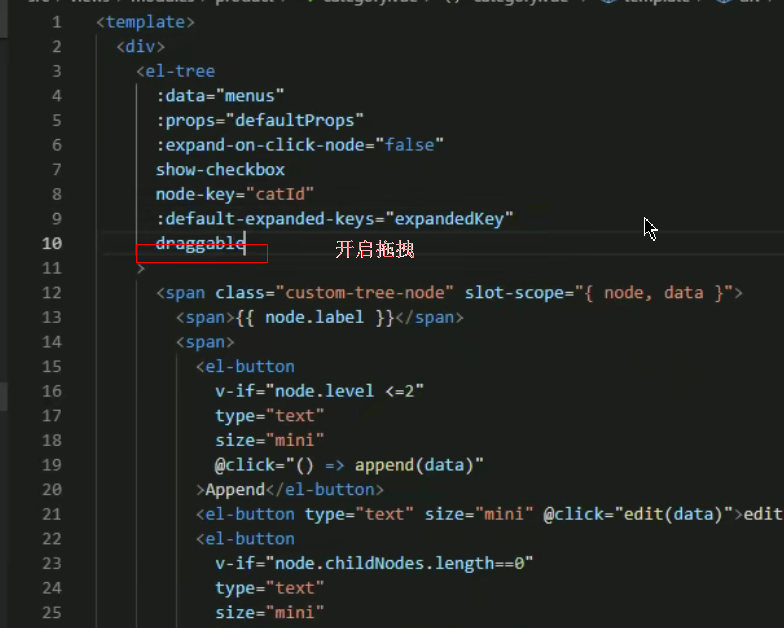 1 <template>
2 <div>
3 <el-tree
4 :data="menus"
5 :props="defaultProps"
6 :expand-on-click-node="false"
7 show-checkbox
8 node-key="catId"
9 :default-expanded-keys="expandedKey"
10 draggable 开启拖拽
11 >
12 <span class="custom-tree-node" slot-scope="{ node, data }">
13 <span>{{ node.label }}</span>
14 <span>
15 <el-button
16 v-if="node.level <=2"
17 type="text"
18 size="mini"
19 @click="() => append(data)"
20 >Append</el-button>
21 <el-button type="text" size="mini" @click="edit(data)">edit
22 <el-button
23 v-if="node.childNodes.length==0"
24 type="text"
25 size="mini"